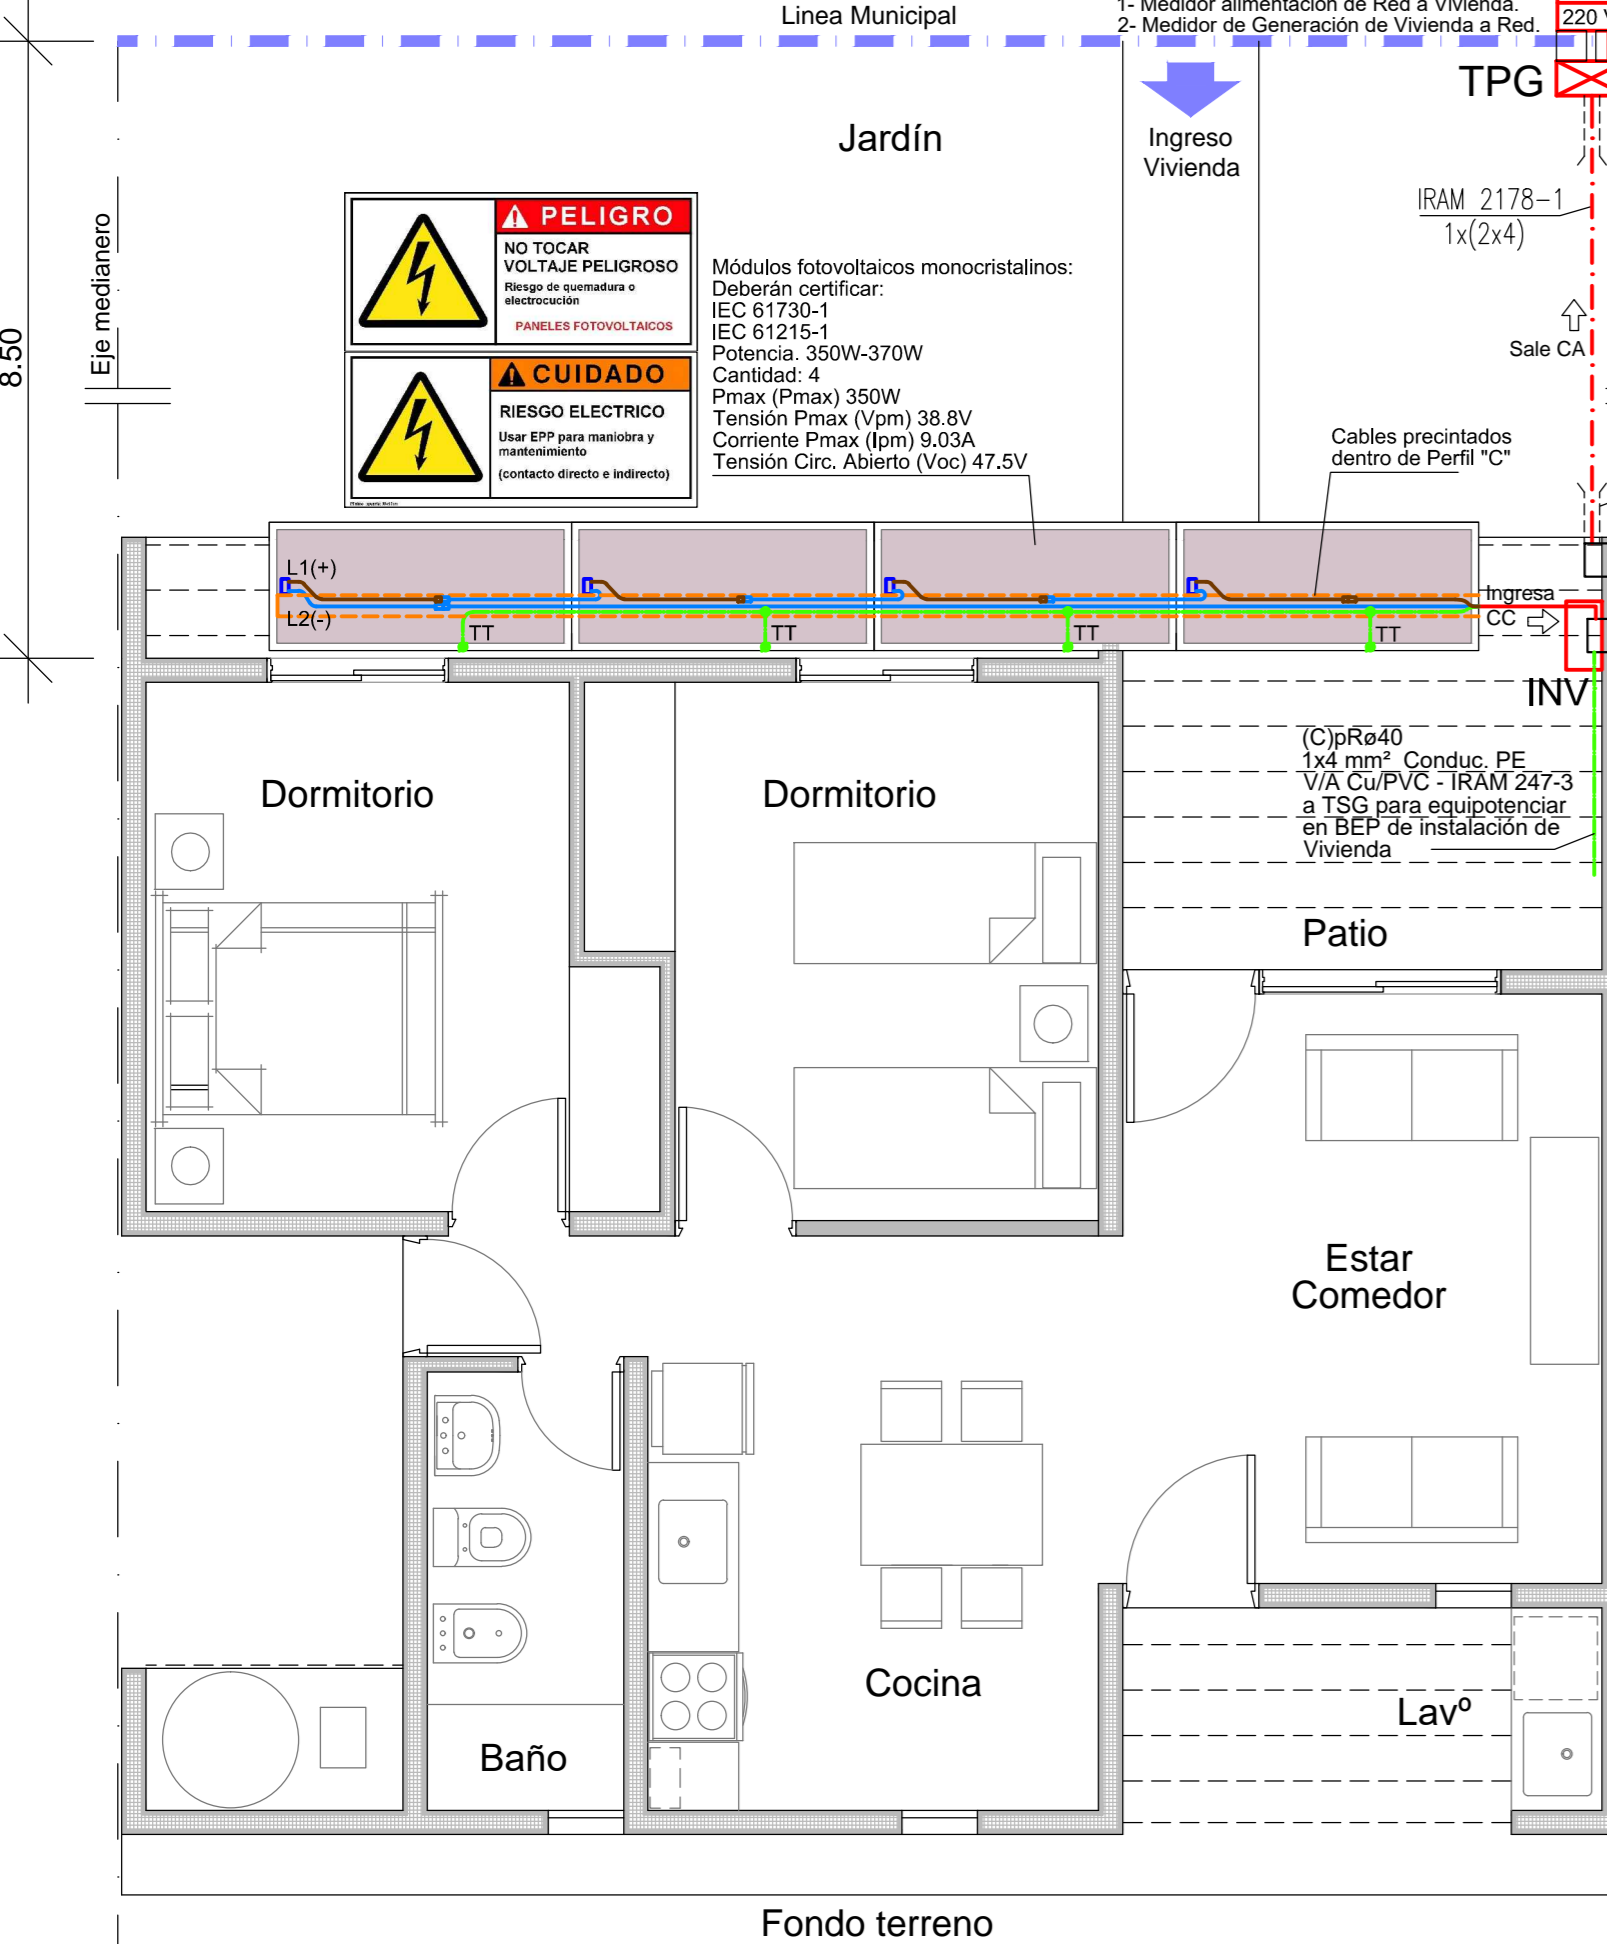 Linea Municipal
1- Medidor alimentación de Red a Vivienda.
2- Medidor de Generación de Vivienda a Red.
220 V
TPG
Jardín
Ingreso
Vivienda
IRAM 2178-1
1x(2x4)
Sale CA
Eje medianero
8.50
PELIGRO
NO TOCAR
VOLTAJE PELIGROSO
Riesgo de quemadura o
electrocución
PANELES FOTOVOLTAICOS
CUIDADO
RIESGO ELECTRICO
Usar EPP para maniobra y
mantenimiento
(contacto directo e indirecto)
Módulos fotovoltaicos monocristalinos:
Deberán certificar:
IEC 61730-1
IEC 61215-1
Potencia. 350W-370W
Cantidad: 4
Pmax (Pmax) 350W
Tensión Pmax (Vpm) 38.8V
Corriente Pmax (Ipm) 9.03A
Tensión Circ. Abierto (Voc) 47.5V
Cables precintados
dentro de Perfil "C"
L1(+)
L2(-)
TT
TT
TT
TT
Ingresa
CC
INV
(C)pRø40
1x4 mm² Conduc. PE
V/A Cu/PVC - IRAM 247-3
a TSG para equipotenciar
en BEP de instalación de
Vivienda
Dormitorio
Dormitorio
Patio
Estar
Comedor
Cocina
Lavº
Baño
Fondo terreno